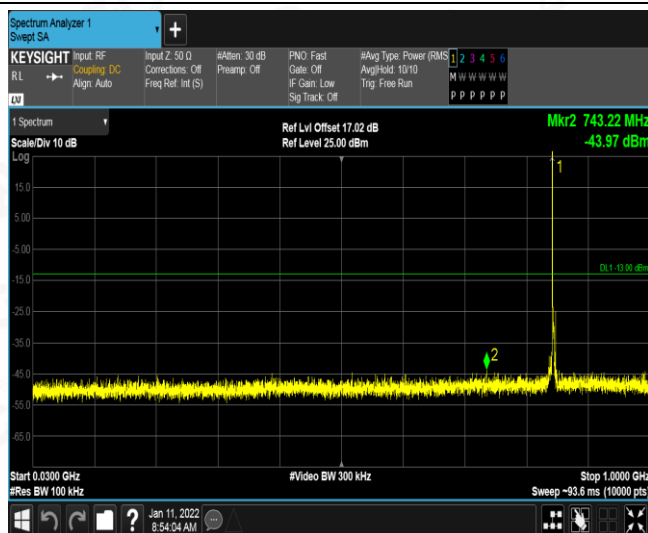 Spectrum Analyzer 1
Swept SA
+
KEYSIGHT
RL
LXI
Input: RF
Coupling: DC
Align: Auto
Input Z: 50 Ω
Corrections: Off
Freq Ref: Int (S)
#Atten: 30 dB
Preamp: Off
PNO: Fast
Gate: Off
IF Gain: Low
Sig Track: Off
#Avg Type: Power (RMS
Avg|Hold: 10/10
Trig: Free Run
1 2 3 4 5 6
M W W W W W
P P P P P P
1 Spectrum
Scale/Div 10 dB
Ref Lvl Offset 17.02 dB
Ref Level 25.00 dBm
Mkr2 743.22 MHz
-43.97 dBm
Log
15.0
5.00
-5.00
-15.0
-25.0
-35.0
-45.0
-55.0
-65.0
1
DL1 -13.00 dBm
2
Start 0.0300 GHz
#Res BW 100 kHz
#Video BW 300 kHz
Stop 1.0000 GHz
Sweep ~93.6 ms (10000 pts)
?
Jan 11, 2022
8:54:04 AM